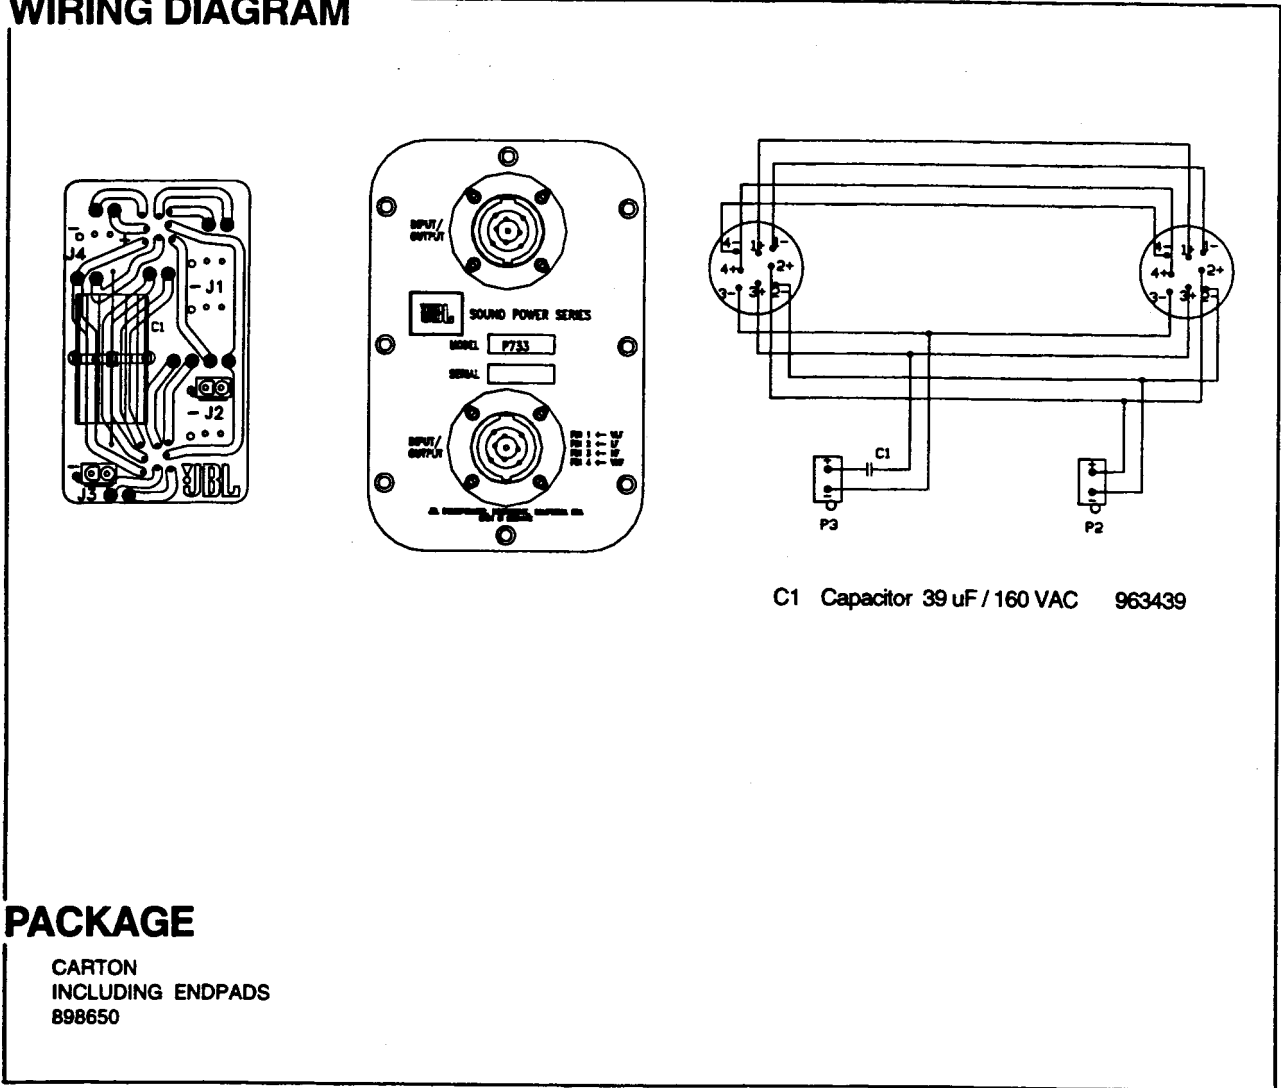 WIRING DIAGRAM
J4
J1
C1
J2
J3
JBL
INPUT/
OUTPUT
JBL
SOUND POWER SERIES
MODEL P733
SERIAL
INPUT/
OUTPUT
4- 1+ 1-
4+ 2+
3- 3+ 2-
4- 1+ 1-
4+ 2+
3- 3+ 2-
C1
+
-
P3
+
-
P2
C1 Capacitor 39 uF / 160 VAC 963439
PACKAGE
CARTON
INCLUDING ENDPADS
898650